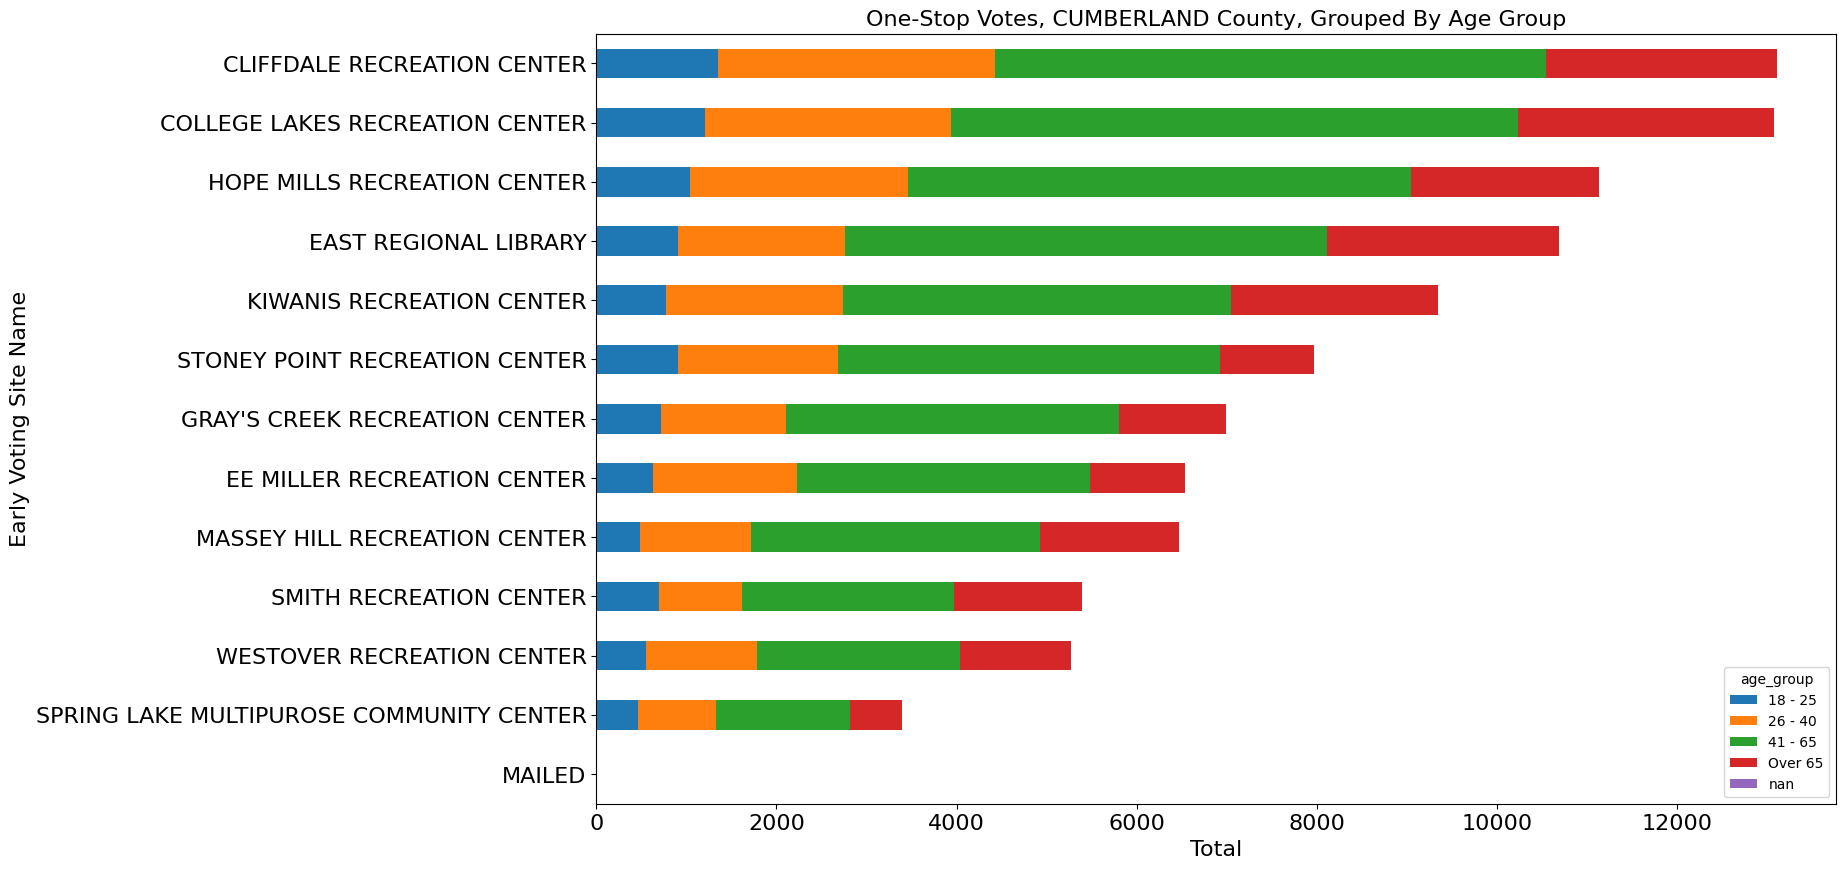 One-Stop Votes, CUMBERLAND County, Grouped By Age Group
Early Voting Site Name
CLIFFDALE RECREATION CENTER
COLLEGE LAKES RECREATION CENTER
HOPE MILLS RECREATION CENTER
EAST REGIONAL LIBRARY
KIWANIS RECREATION CENTER
STONEY POINT RECREATION CENTER
GRAY'S CREEK RECREATION CENTER
EE MILLER RECREATION CENTER
MASSEY HILL RECREATION CENTER
SMITH RECREATION CENTER
WESTOVER RECREATION CENTER
SPRING LAKE MULTIPUROSE COMMUNITY CENTER
MAILED
age_group
18 - 25
26 - 40
41 - 65
Over 65
nan
0 2000 4000 6000 8000 10000 12000
Total